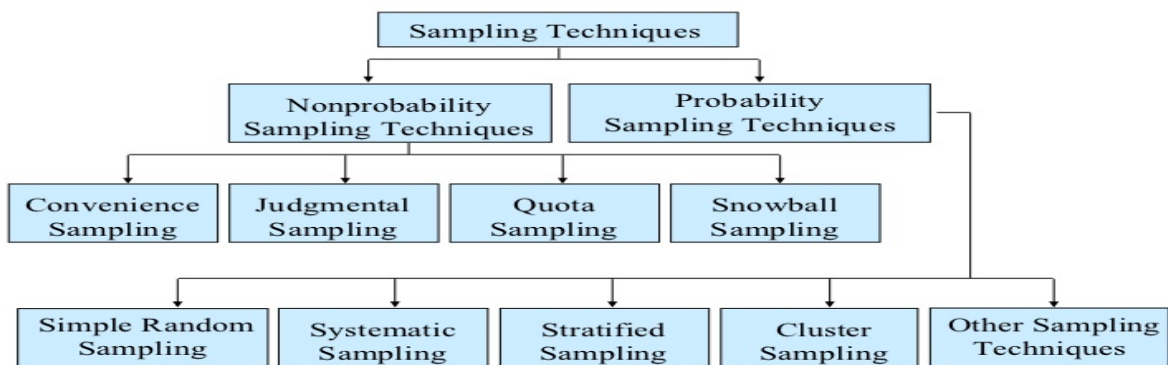 Sampling Techniques
Nonprobability
Sampling Techniques
Probability
Sampling Techniques
Convenience
Sampling
Judgmental
Sampling
Quota
Sampling
Snowball
Sampling
Simple Random
Sampling
Systematic
Sampling
Stratified
Sampling
Cluster
Sampling
Other Sampling
Techniques